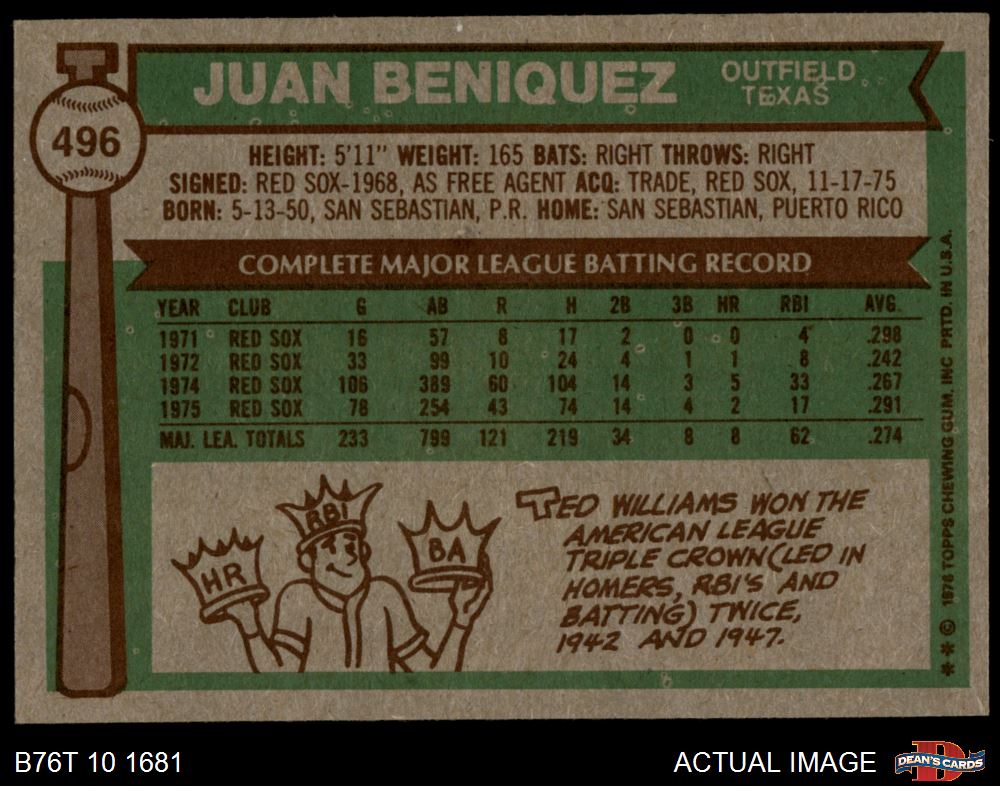 JUAN BENIQUEZ
OUTFIELD
TEXAS
496
HEIGHT: 5'11" WEIGHT: 165 BATS: RIGHT THROWS: RIGHT
SIGNED: RED SOX-1968, AS FREE AGENT ACQ: TRADE, RED SOX, 11-17-75
BORN: 5-13-50, SAN SEBASTIAN, P.R. HOME: SAN SEBASTIAN, PUERTO RICO
COMPLETE MAJOR LEAGUE BATTING RECORD
YEAR CLUB G AB R H 2B 3B HR RBI AVG.
1971 RED SOX 16 57 8 17 2 0 0 4 .298
1972 RED SOX 33 99 10 24 4 1 1 8 .242
1974 RED SOX 106 389 60 104 14 3 5 33 .267
1975 RED SOX 78 254 43 74 14 4 2 17 .291
MAJ. LEA. TOTALS 233 799 121 219 34 8 8 62 .274
HR
RBI
BA
TED WILLIAMS WON THE
AMERICAN LEAGUE
TRIPLE CROWN (LED IN
HOMERS, RBI'S AND
BATTING) TWICE,
1942 AND 1947.
** © 1976 TOPPS CHEWING GUM, INC PRTD. IN U.S.A.
B76T 10 1681
ACTUAL IMAGE
DEAN'S CARDS